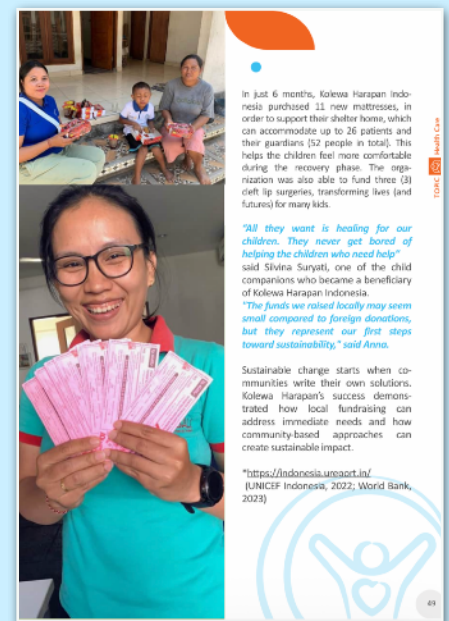 In just 6 months, Kolewa Harapan Indo-
nesia purchased 11 new mattresses, in
order to support their shelter home, which
can accommodate up to 26 patients and
their guardians (52 people in total). This
helps the children feel more comfortable
during the recovery phase. The orga-
nization was also able to fund three (3)
cleft lip surgeries, transforming lives (and
futures) for many kids.
"All they want is healing for our
children. They never get bored of
helping the children who need help"
said Silvina Suryati, one of the child
companions who became a beneficiary
of Kolewa Harapan Indonesia.
"The funds we raised locally may seem
small compared to foreign donations,
but they represent our first steps
toward sustainability," said Anna.
Sustainable change starts when co-
mmunities write their own solutions.
Kolewa Harapan's success demons-
trated how local fundraising can
address immediate needs and how
community-based approaches can
create sustainable impact.
*https://indonesia.ureport.in/
(UNICEF Indonesia, 2022; World Bank,
2023)
TORC Health Care
49